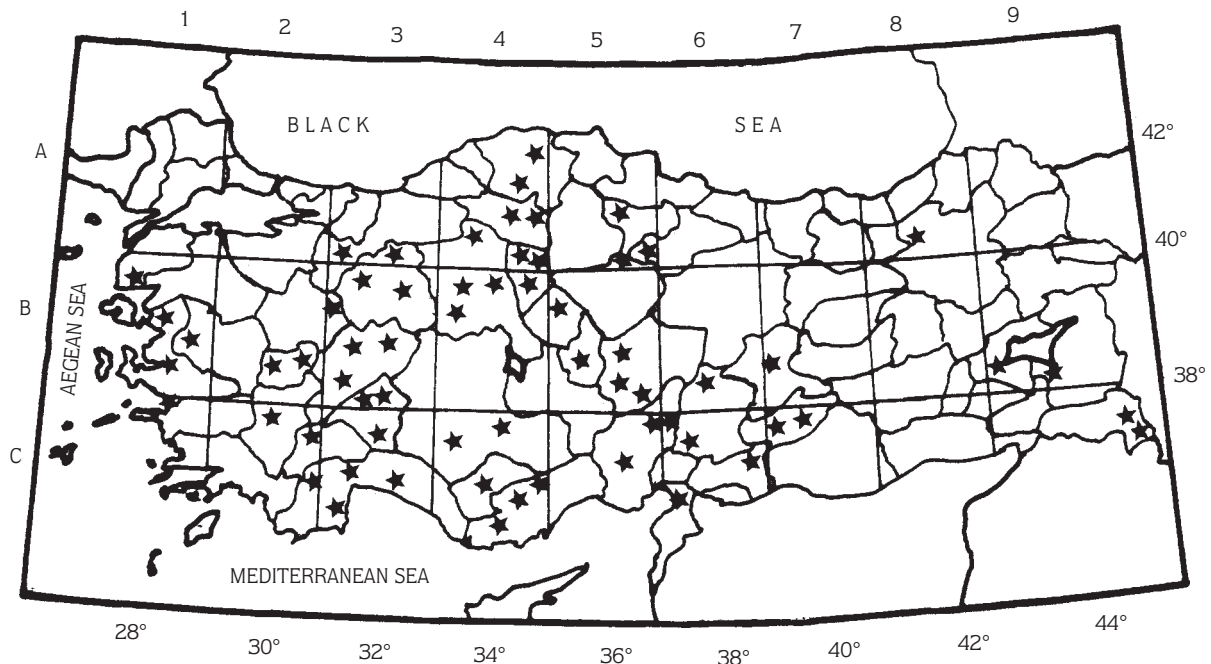 1 2 3 4 5 6 7 8 9
BLACK SEA
42°
A
40°
B
AEGEAN SEA
38°
C
MEDITERRANEAN SEA
28° 30° 32° 34° 36° 38° 40° 42° 44°